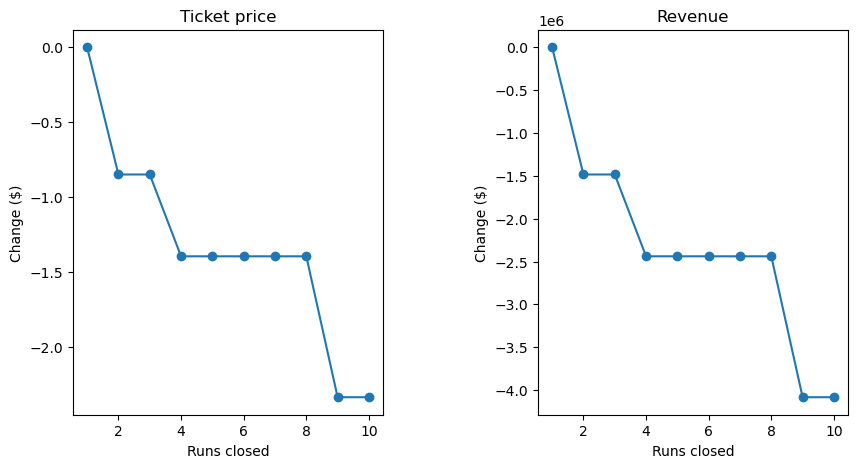 Ticket price
Change ($)
0.0
−0.5
−1.0
−1.5
−2.0
2 4 6 8 10
Runs closed
Revenue
1e6
Change ($)
0.0
−0.5
−1.0
−1.5
−2.0
−2.5
−3.0
−3.5
−4.0
2 4 6 8 10
Runs closed